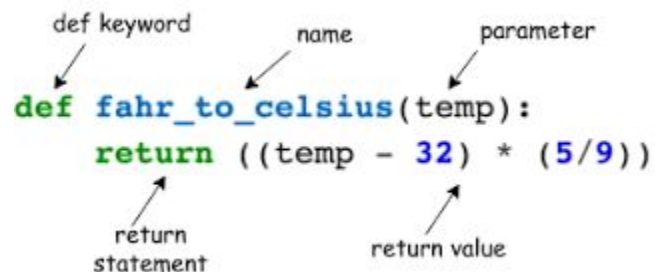 def keyword
name
parameter
def fahr_to_celsius(temp):
return ((temp - 32) * (5/9))
return
statement
return value